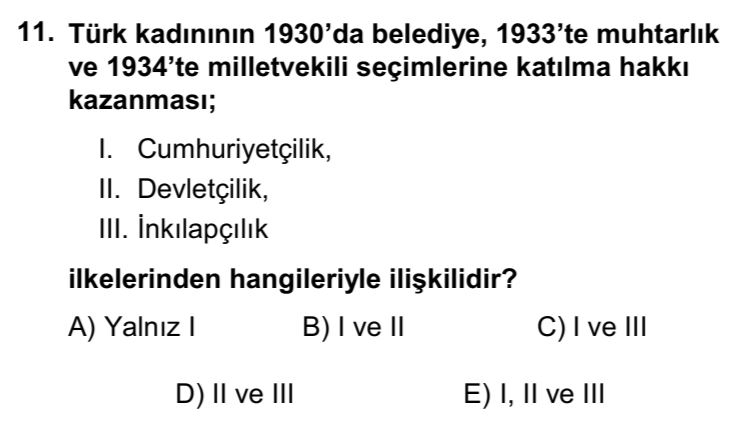 11. Türk kadınının 1930’da belediye, 1933’te muhtarlık
ve 1934’te milletvekili seçimlerine katılma hakkı
kazanması;
I. Cumhuriyetçilik,
II. Devletçilik,
III. İnkılapçılık
ilkelerinden hangileriyle ilişkilidir?
A) Yalnız I B) I ve II C) I ve III
D) II ve III E) I, II ve III